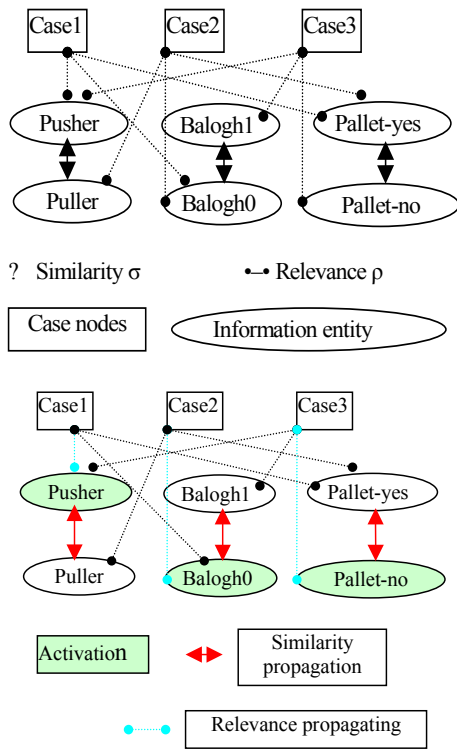 Case1 Case2 Case3
Pusher Balogh1 Pallet-yes
Puller Balogh0 Pallet-no
? Similarity σ Relevance ρ
Case nodes Information entity
Case1 Case2 Case3
Pusher Balogh1 Pallet-yes
Puller Balogh0 Pallet-no
Activation Similarity
propagation
Relevance propagating